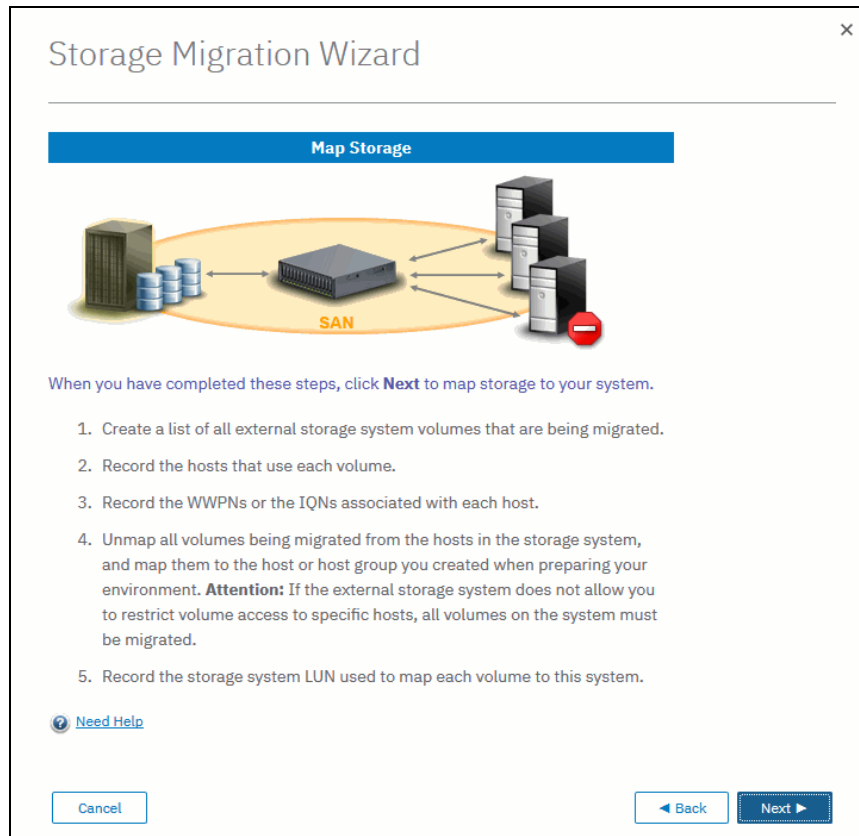 Storage Migration Wizard
Map Storage
SAN
When you have completed these steps, click Next to map storage to your system.
1. Create a list of all external storage system volumes that are being migrated.
2. Record the hosts that use each volume.
3. Record the WWPNs or the IQNs associated with each host.
4. Unmap all volumes being migrated from the hosts in the storage system,
and map them to the host or host group you created when preparing your
environment. Attention: If the external storage system does not allow you
to restrict volume access to specific hosts, all volumes on the system must
be migrated.
5. Record the storage system LUN used to map each volume to this system.
Need Help
Cancel
Back
Next